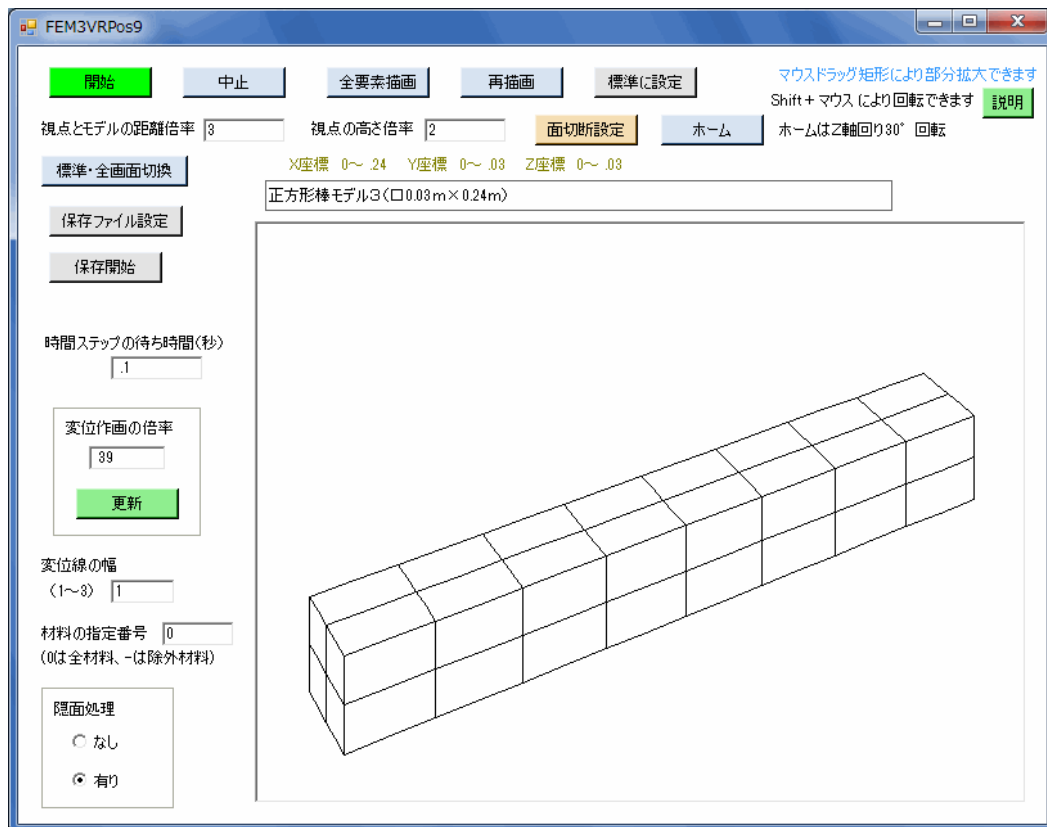 FEM3VRPos9
開始 中止 全要素描画 再描画 標準に設定
マウスドラッグ矩形により部分拡大できます
Shift+マウスにより回転できます 説明
視点とモデルの距離倍率 3 視点の高さ倍率 2 面切断設定 ホーム ホームはZ軸回り30° 回転
標準・全画面切換
X座標 0～ .24 Y座標 0～ .03 Z座標 0～ .03
正方形棒モデル3(口0.03m×0.24m)
保存ファイル設定
保存開始
時間ステップの待ち時間(秒)
.1
変位作画の倍率
39
更新
変位線の幅
(1～3) 1
材料の指定番号 0
(0は全材料、-は除外材料)
隠面処理
なし
有り